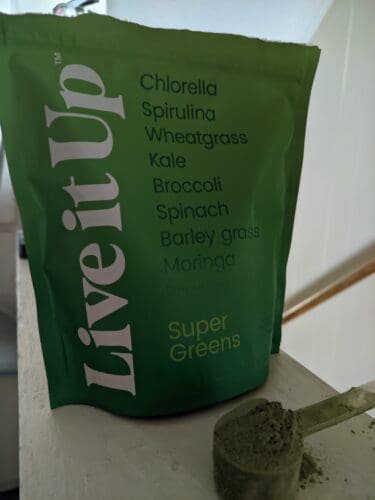 Live it Up™
Chlorella
Spirulina
Wheatgrass
Kale
Broccoli
Spinach
Barley grass
Moringa
Super
Greens